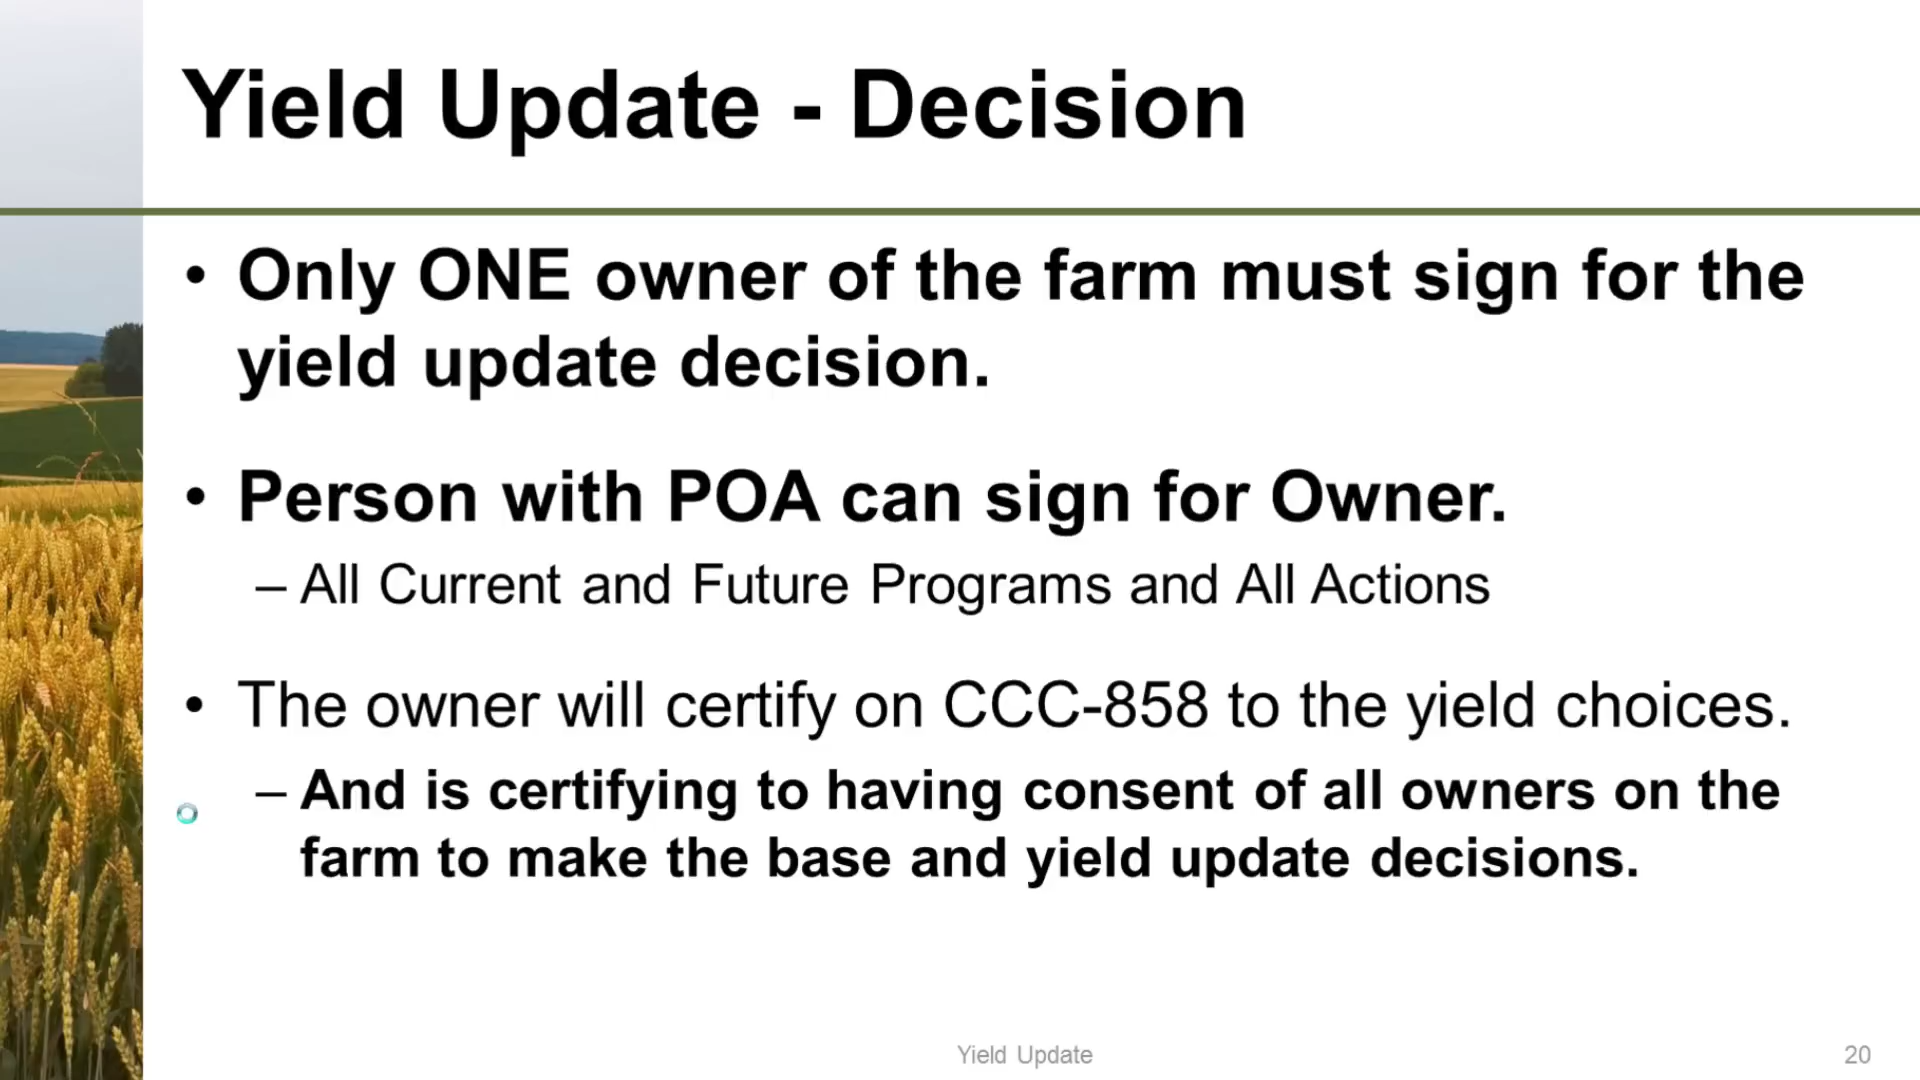 Yield Update - Decision
• Only ONE owner of the farm must sign for the
yield update decision.
• Person with POA can sign for Owner.
– All Current and Future Programs and All Actions
• The owner will certify on CCC-858 to the yield choices.
– And is certifying to having consent of all owners on the
farm to make the base and yield update decisions.
Yield Update
20